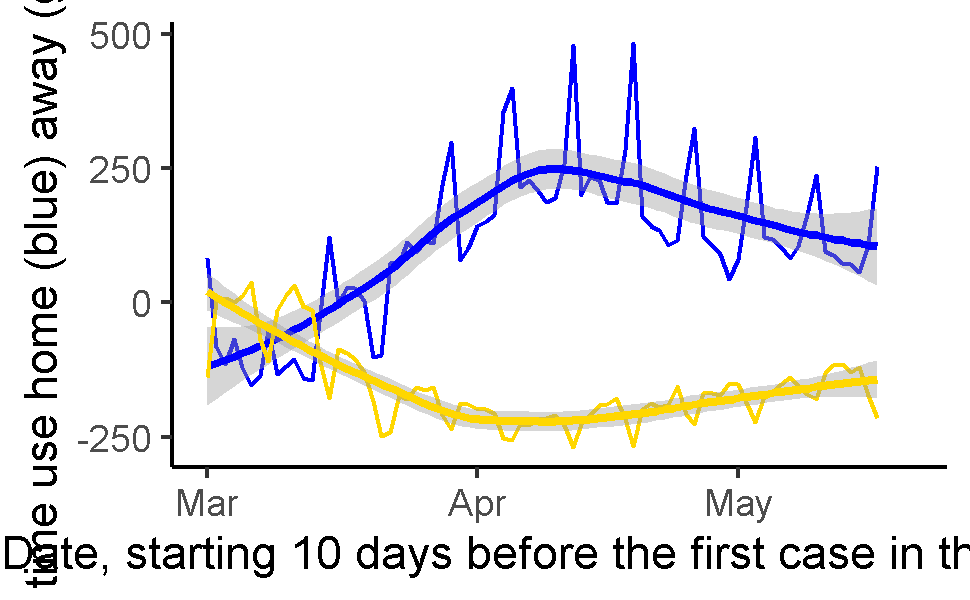 time use home (blue) away (
500
250
0
-250
Mar Apr May
Date, starting 10 days before the first case in th